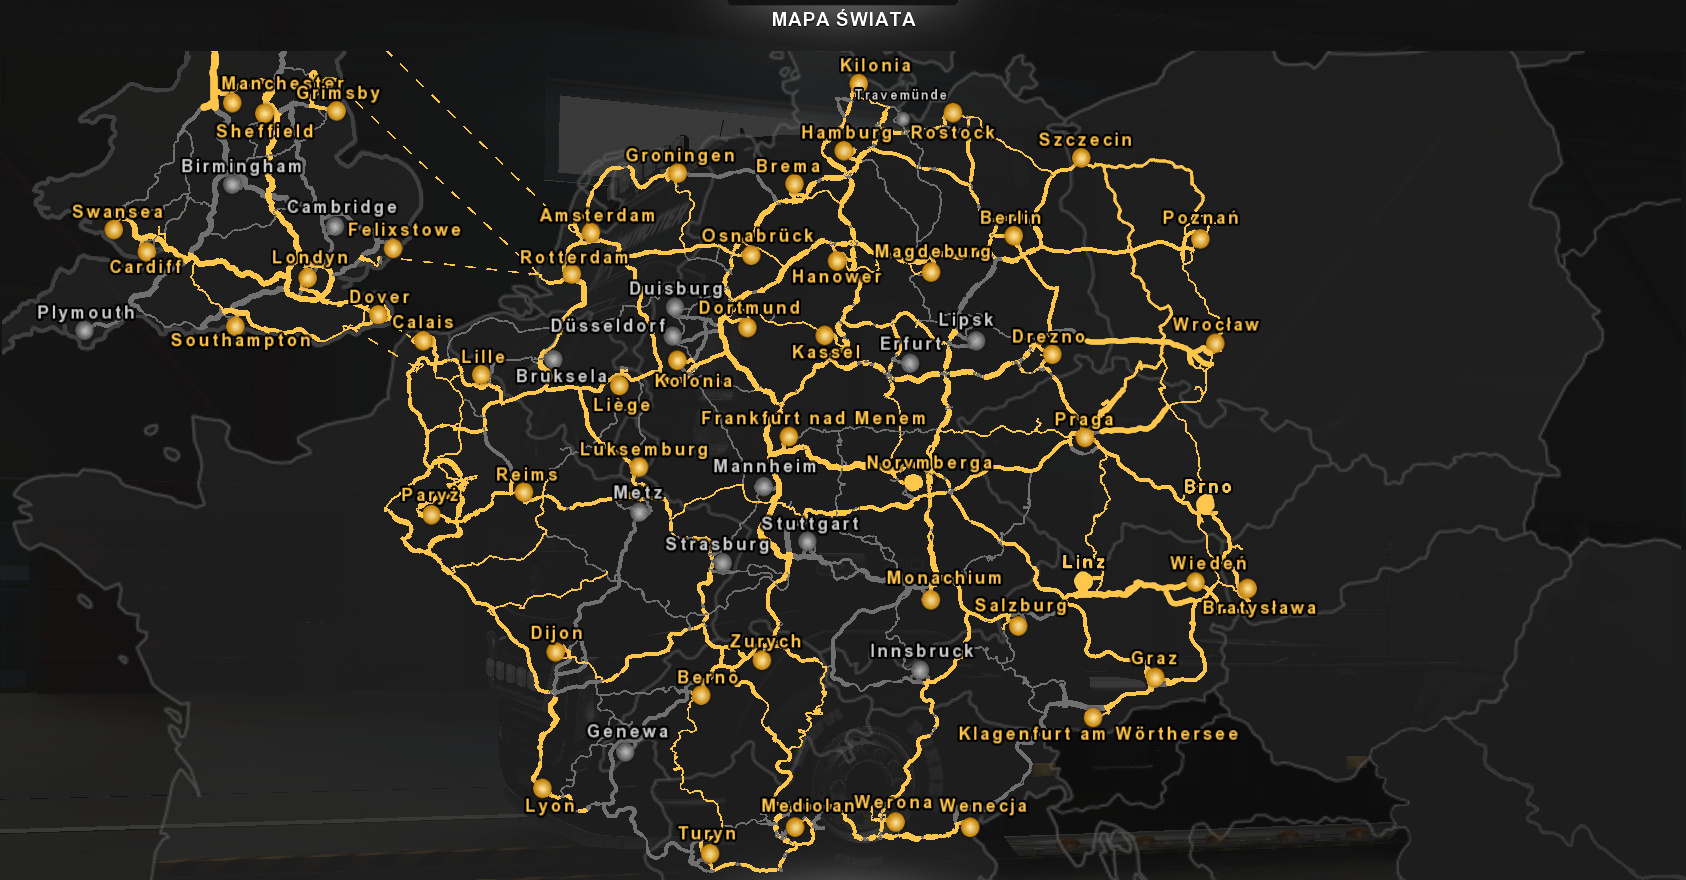 MAPA ŚWIATA
Kilonia
Manchester
Grimsby
Travemünde
Sheffield
Hamburg
Rostock
Szczecin
Groningen
Brema
Birmingham
Cambridge
Swansea
Amsterdam
Berlin
Poznań
Felixstowe
Osnabrück
Cardiff
Londyn
Rotterdam
Magdeburg
Hanower
Duisburg
Dover
Dortmund
Plymouth
Calais
Düsseldorf
Lipsk
Wrocław
Southampton
Kassel
Erfurt
Drezno
Lille
Bruksela
Kolonia
Liège
Frankfurt nad Menem
Praga
Luksemburg
Mannheim
Norymberga
Reims
Paryż
Metz
Brno
Stuttgart
Strasburg
Linz
Wiedeń
Monachium
Salzburg
Bratysława
Dijon
Zurych
Innsbruck
Graz
Berno
Genewa
Klagenfurt am Wörthersee
Lyon
Mediolan
Werona
Wenecja
Turyn